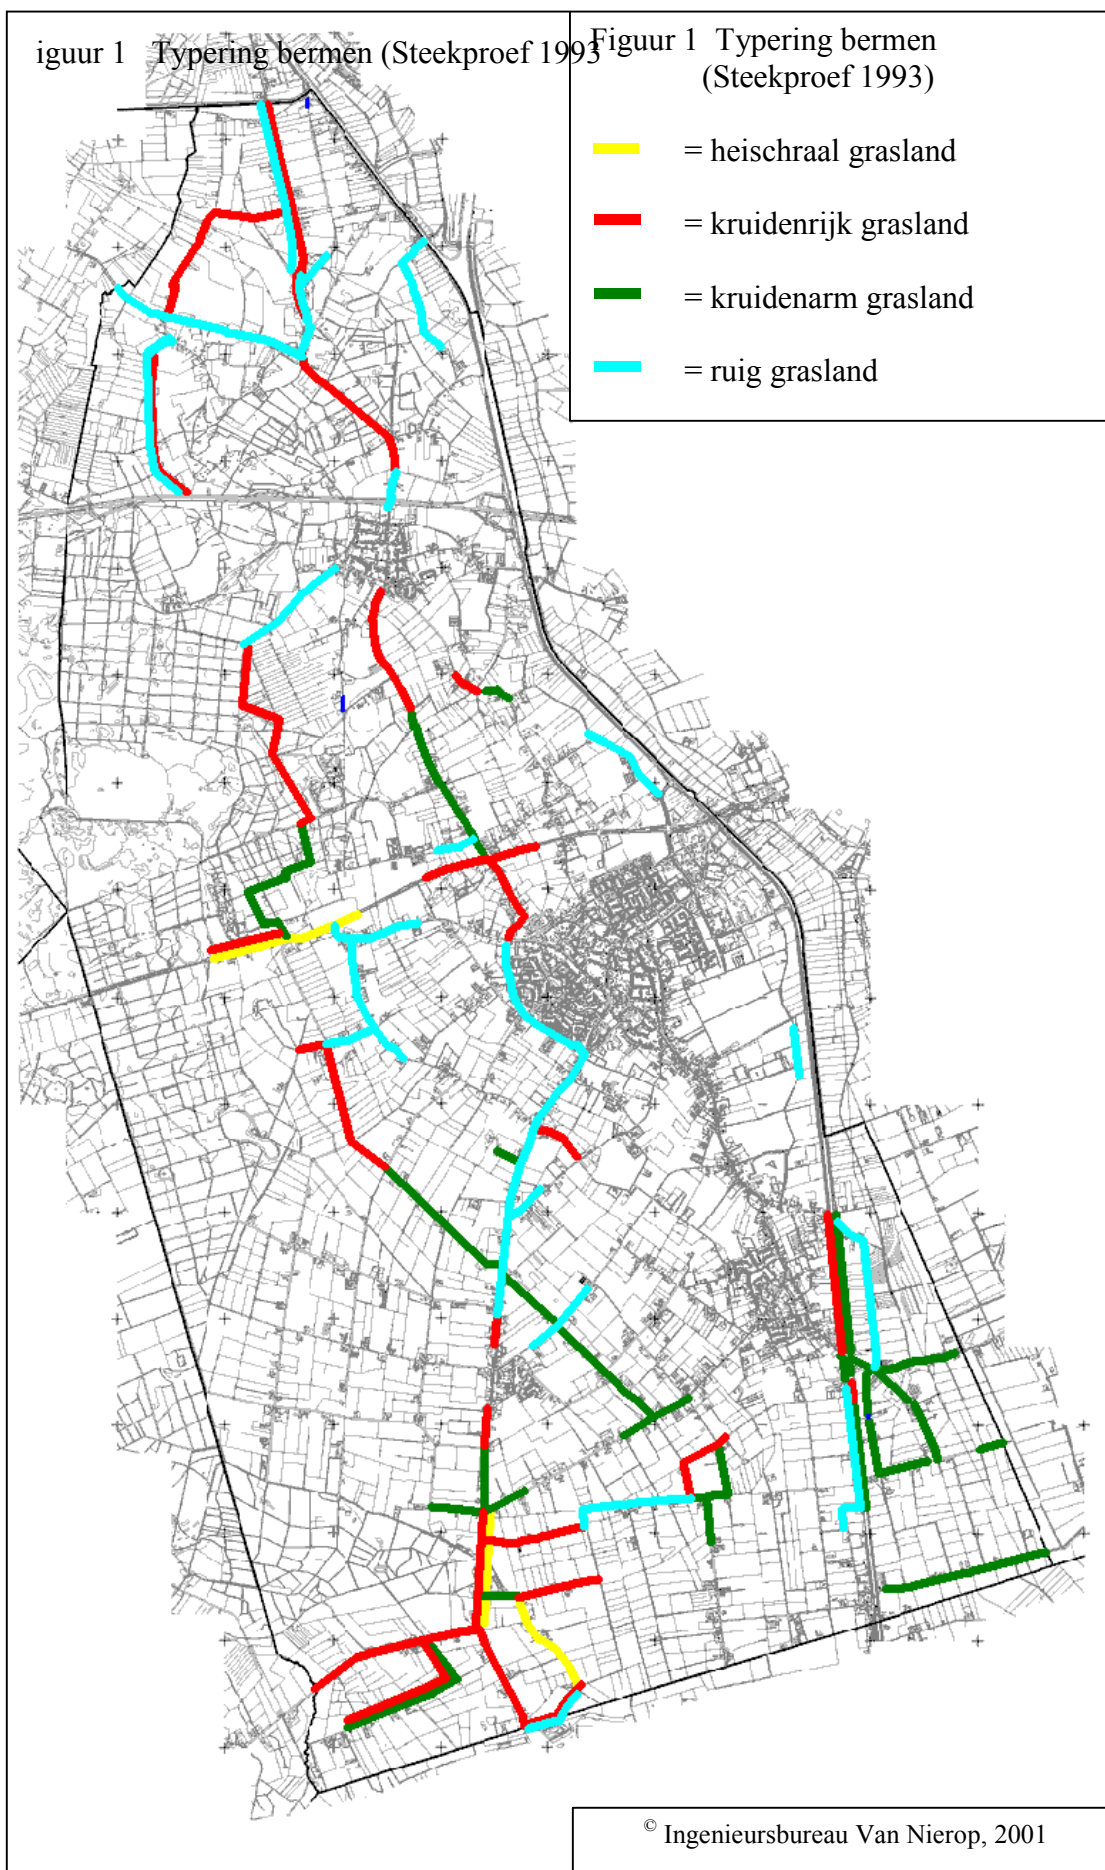 iguur 1 Typering bermen (Steekproef 1993
Figuur 1 Typering bermen
(Steekproef 1993)
= heischraal grasland
= kruidenrijk grasland
= kruidenarm grasland
= ruig grasland
© Ingenieursbureau Van Nierop, 2001